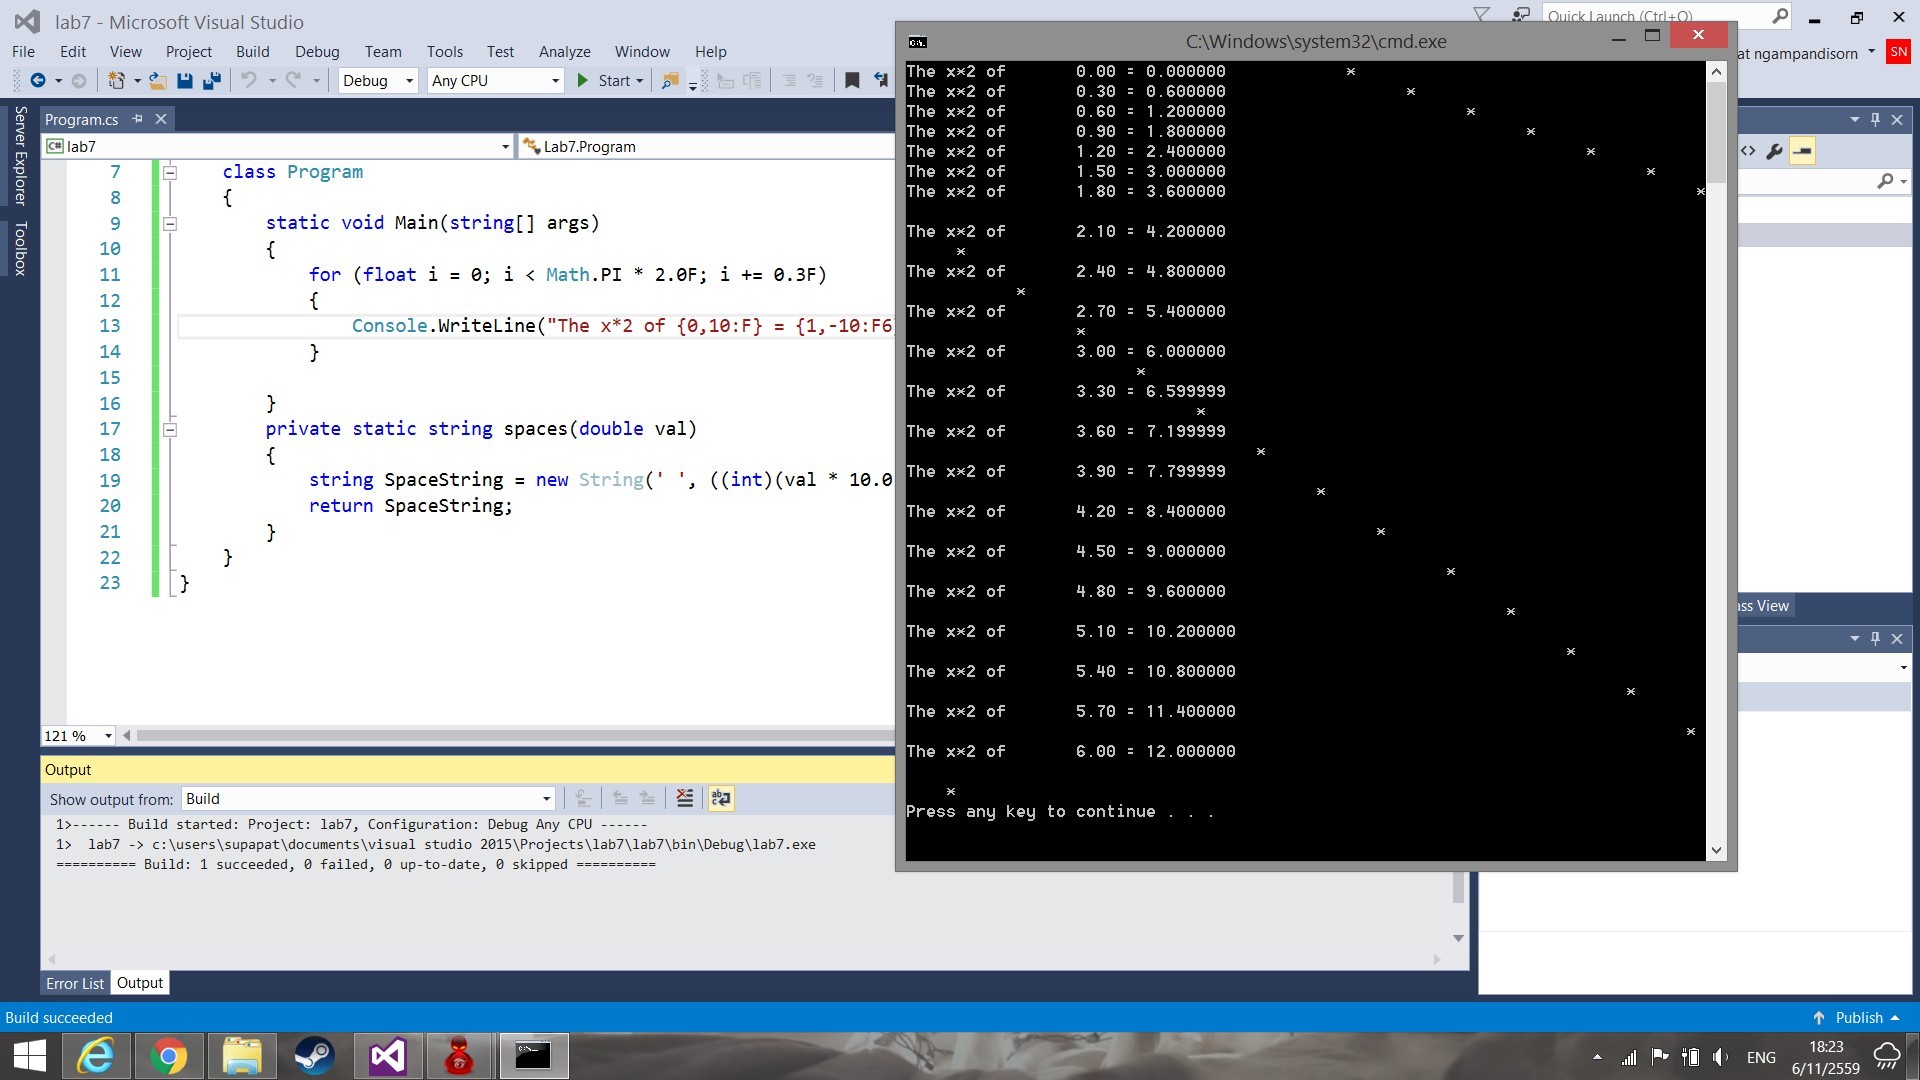 lab7 - Microsoft Visual Studio
Quick Launch (Ctrl+Q)
File Edit View Project Build Debug Team Tools Test Analyze Window Help
at ngampandisorn SN
Debug Any CPU Start
Server Explorer
Toolbox
Program.cs
C# lab7 Lab7.Program
7 class Program
8 {
9 static void Main(string[] args)
10 {
11 for (float i = 0; i < Math.PI * 2.0F; i += 0.3F)
12 {
13 Console.WriteLine("The x*2 of {0,10:F} = {1,-10:F6
14 }
15
16 }
17 private static string spaces(double val)
18 {
19 string SpaceString = new String(' ', ((int)(val * 10.0
20 return SpaceString;
21 }
22 }
23 }
121 %
Output
Show output from: Build
1>------ Build started: Project: lab7, Configuration: Debug Any CPU ------
1>  lab7 -> c:\users\supapat\documents\visual studio 2015\Projects\lab7\lab7\bin\Debug\lab7.exe
========== Build: 1 succeeded, 0 failed, 0 up-to-date, 0 skipped ==========
Error List Output
Build succeeded
C:\Windows\system32\cmd.exe
The x*2 of       0.00 = 0.000000 *
The x*2 of       0.30 = 0.600000 *
The x*2 of       0.60 = 1.200000 *
The x*2 of       0.90 = 1.800000 *
The x*2 of       1.20 = 2.400000 *
The x*2 of       1.50 = 3.000000 *
The x*2 of       1.80 = 3.600000 *
The x*2 of       2.10 = 4.200000
*
The x*2 of       2.40 = 4.800000
*
The x*2 of       2.70 = 5.400000
*
The x*2 of       3.00 = 6.000000
*
The x*2 of       3.30 = 6.599999
*
The x*2 of       3.60 = 7.199999
*
The x*2 of       3.90 = 7.799999
*
The x*2 of       4.20 = 8.400000
*
The x*2 of       4.50 = 9.000000
*
The x*2 of       4.80 = 9.600000
*
The x*2 of       5.10 = 10.200000
*
The x*2 of       5.40 = 10.800000
*
The x*2 of       5.70 = 11.400000
*
The x*2 of       6.00 = 12.000000
*
Press any key to continue . . .
ass View
Publish
ENG
18:23
6/11/2559